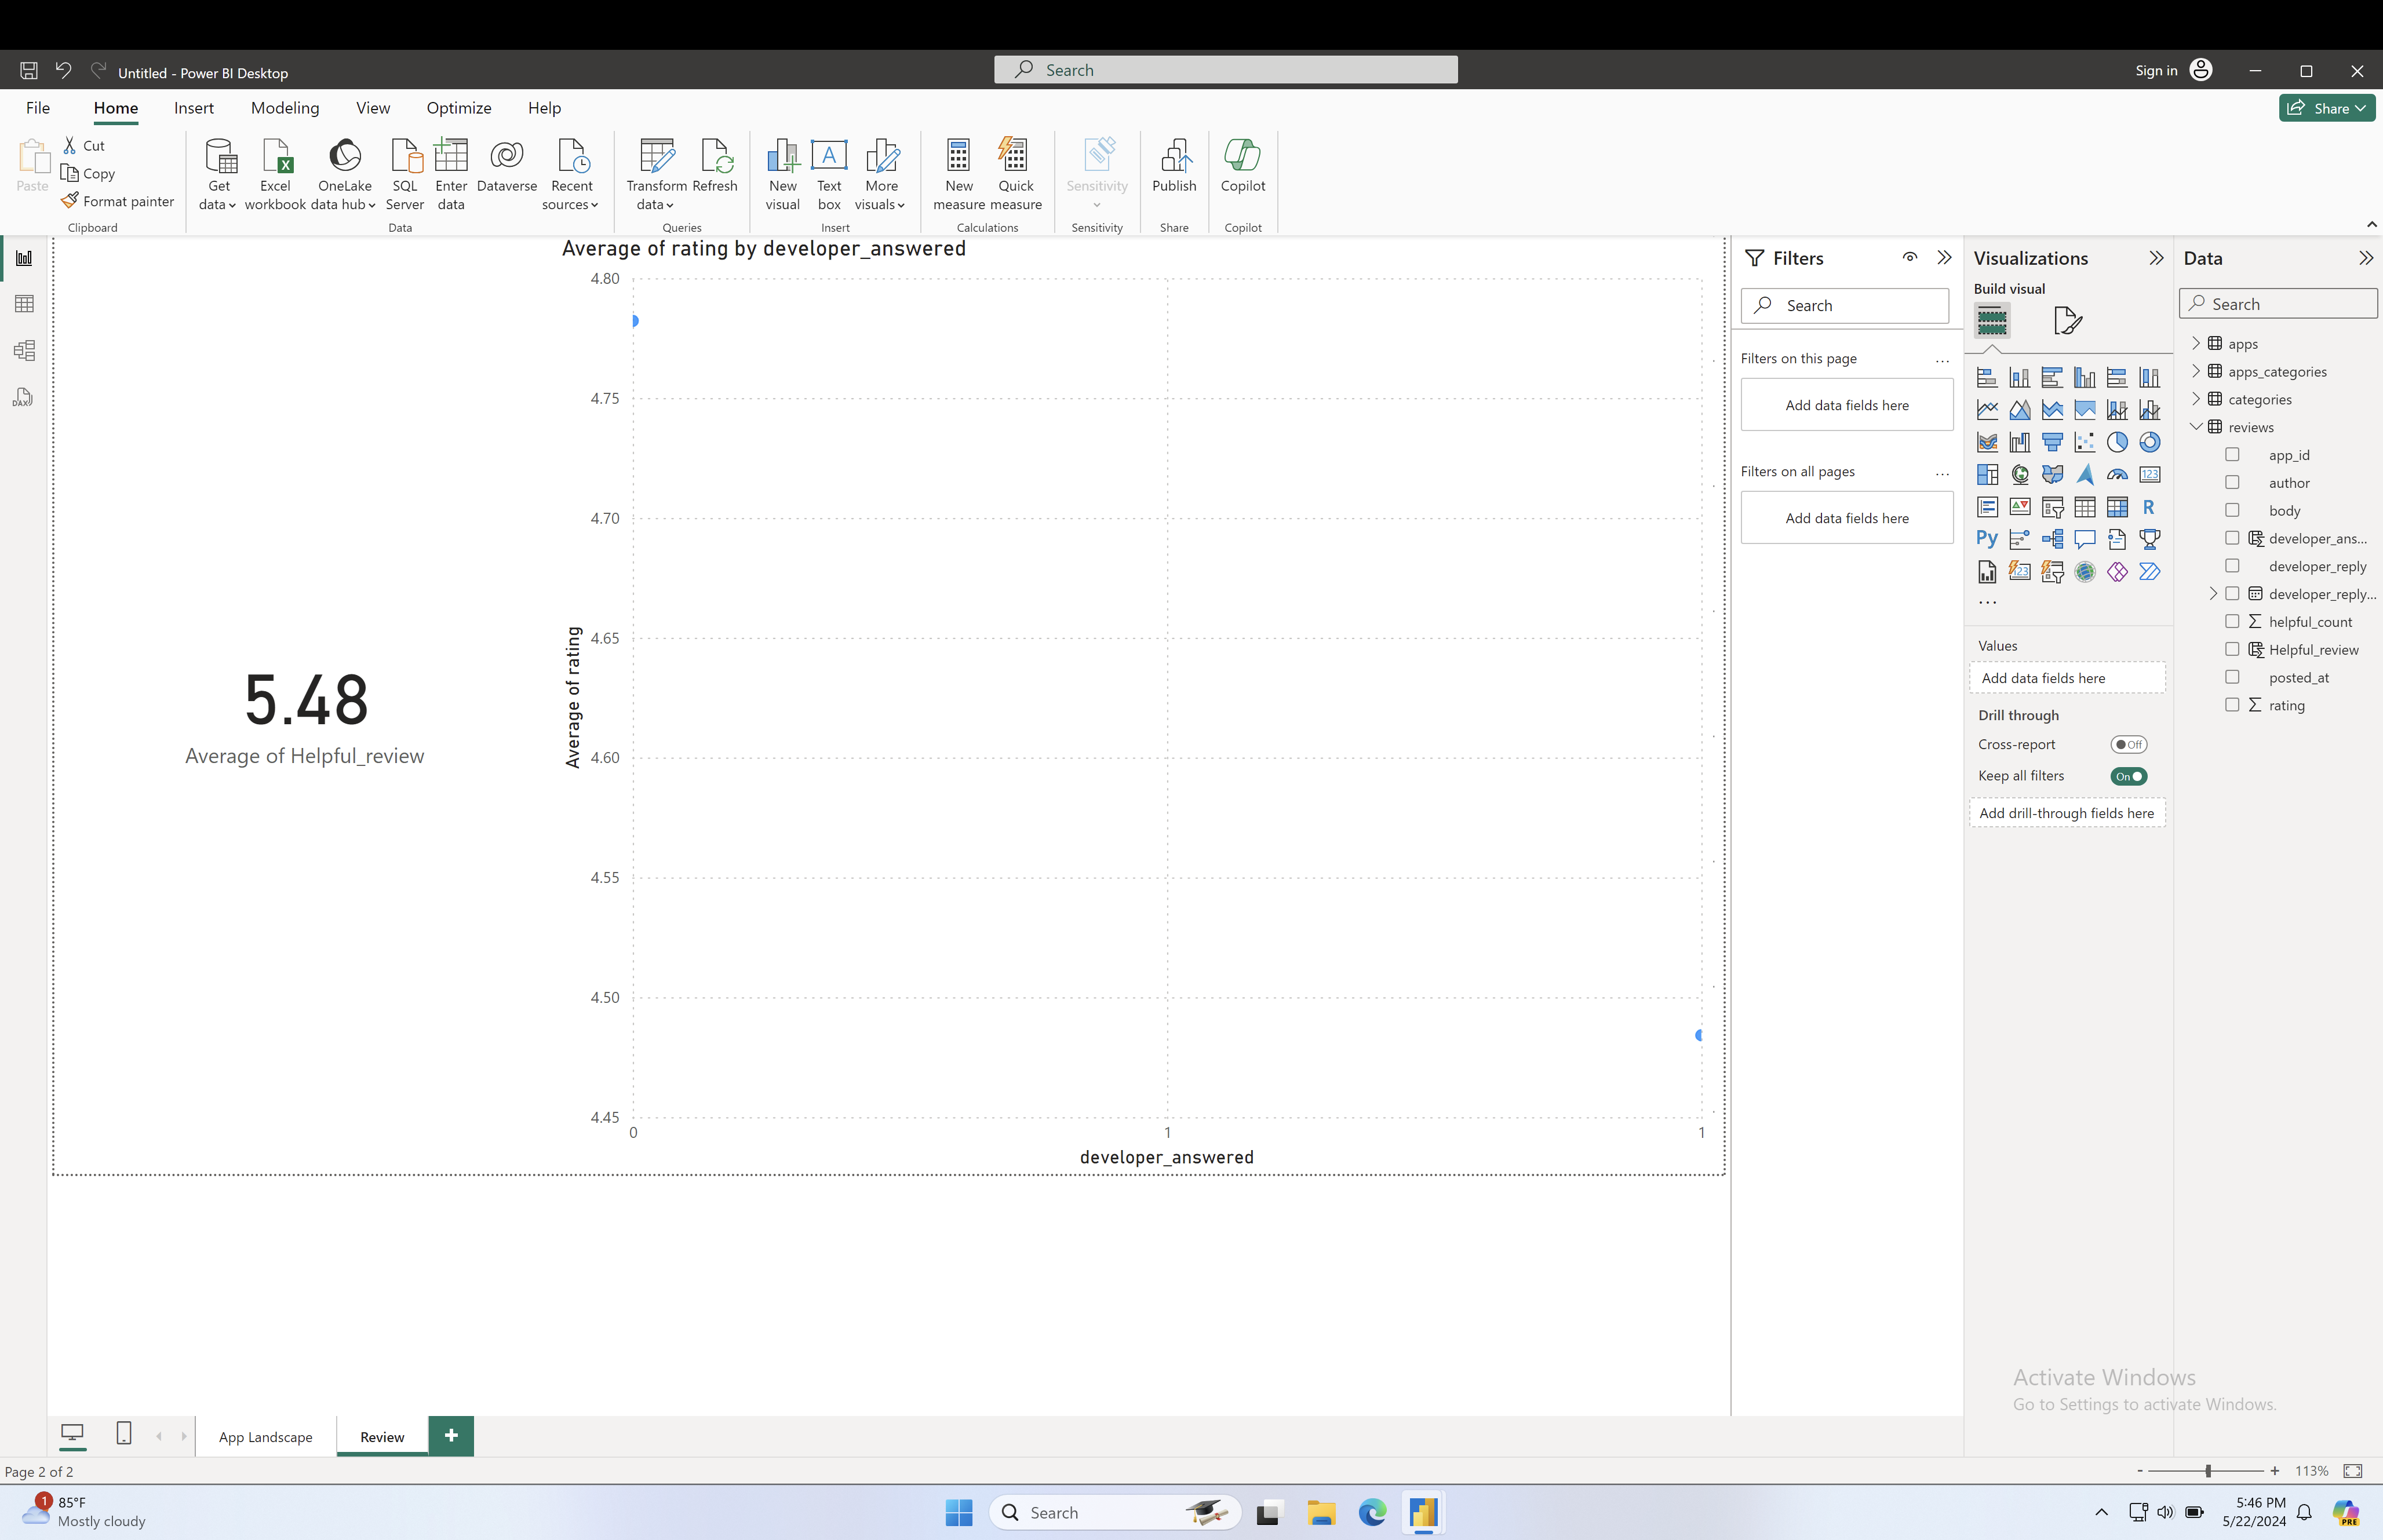 Untitled - Power BI Desktop
Search
Sign in
File
Home
Insert
Modeling
View
Optimize
Help
Share
Paste
Cut
Copy
Format painter
Clipboard
Get data
Excel workbook
OneLake data hub
SQL Server
Enter data
Dataverse
Recent sources
Data
Transform data
Refresh
Queries
New visual
A
Text box
More visuals
Insert
New measure
Quick measure
Calculations
Sensitivity
Sensitivity
Publish
Share
Copilot
Copilot
DAX
5.48
Average of Helpful_review
Average of rating by developer_answered
4.80
4.75
4.70
4.65
4.60
4.55
4.50
4.45
Average of rating
0
1
1
developer_answered
Filters
Search
Filters on this page
...
Add data fields here
Filters on all pages
...
Add data fields here
Visualizations
Build visual
123
R
Py
123
...
Values
Add data fields here
Drill through
Cross-report
Off
Keep all filters
On
Add drill-through fields here
Data
Search
apps
apps_categories
categories
reviews
app_id
author
body
developer_ans...
developer_reply
developer_reply...
helpful_count
Helpful_review
posted_at
rating
Activate Windows
Go to Settings to activate Windows.
App Landscape
Review
+
Page 2 of 2
- + 113%
1
85°F
Mostly cloudy
Search
5:46 PM
5/22/2024
PRE